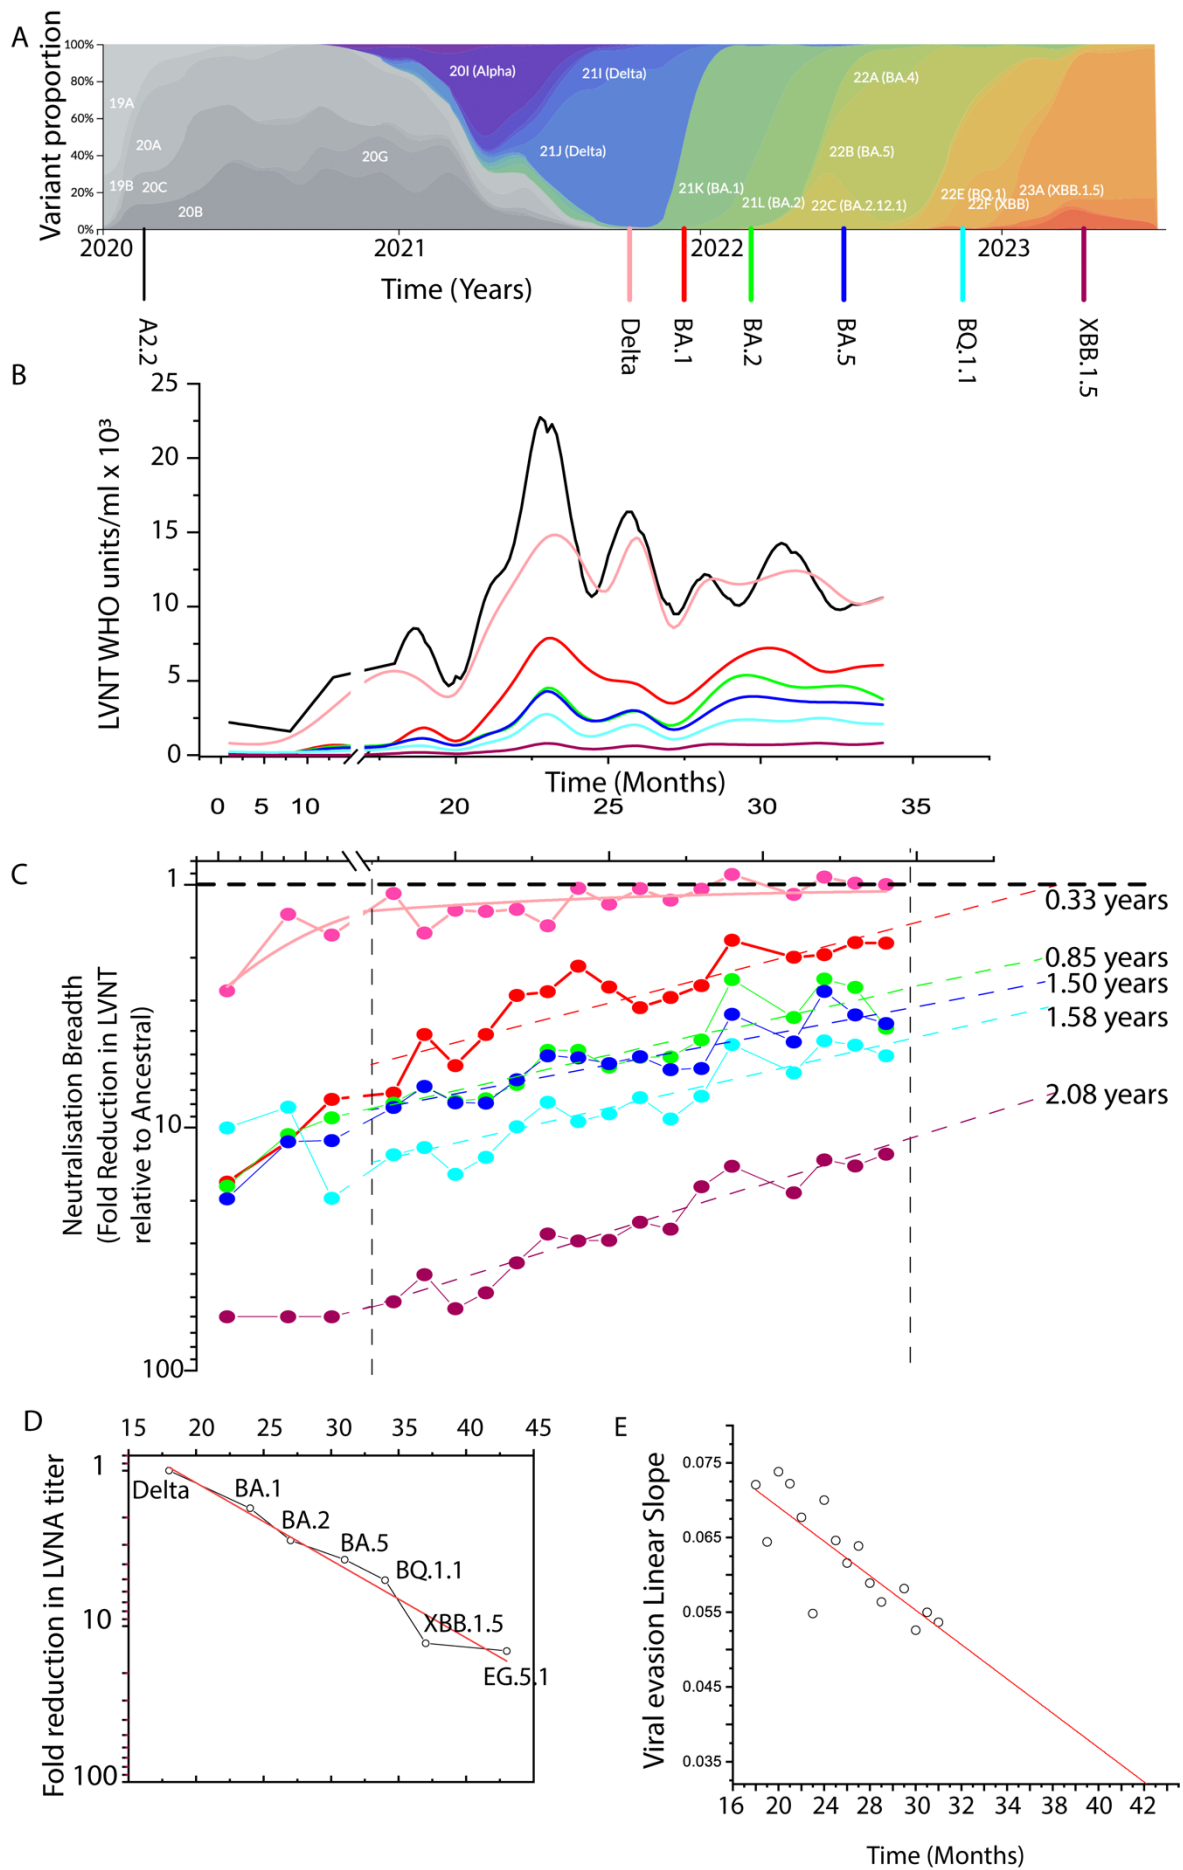 A
Variant proportion
100%
80%
60%
40%
20%
0%
19A
19B
20A
20C
20B
20G
20I (Alpha)
21I (Delta)
21J (Delta)
21K (BA.1)
21L (BA.2)
22A (BA.4)
22B (BA.5)
22C (BA.2.12.1)
22E (BQ.1)
22F (XBB)
23A (XBB.1.5)
2020
2021
2022
2023
Time (Years)
A2.2
Delta
BA.1
BA.2
BA.5
BQ.1.1
XBB.1.5
B
LVNT WHO units/ml x 10³
25
20
15
10
5
0
Time (Months)
0 5 10 20 25 30 35
C
Neutralisation Breadth
(Fold Reduction in LVNT
relative to Ancestral)
1
10
100
0.33 years
0.85 years
1.50 years
1.58 years
2.08 years
D
15 20 25 30 35 40 45
Fold reduction in LVNA titer
1
10
100
Delta
BA.1
BA.2
BA.5
BQ.1.1
XBB.1.5
EG.5.1
E
Viral evasion Linear Slope
0.075
0.065
0.055
0.045
0.035
16 20 24 28 30 32 34 38 40 42
Time (Months)